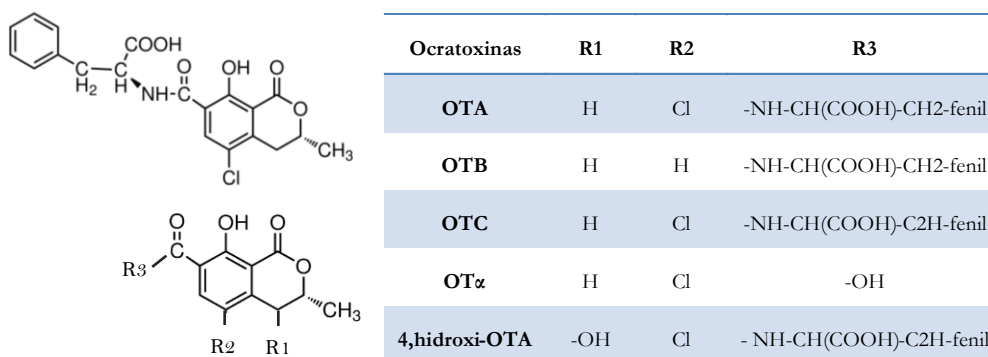 COOH
C
H2
C
H
NH-C
O
OH
O
O
CH3
Cl
O
C
R3
OH
O
O
CH3
R2 R1
Ocratoxinas R1 R2 R3
OTA H Cl -NH-CH(COOH)-CH2-fenil
OTB H H -NH-CH(COOH)-CH2-fenil
OTC H Cl -NH-CH(COOH)-C2H-fenil
OTα H Cl -OH
4,hidroxi-OTA -OH Cl - NH-CH(COOH)-C2H-fenil